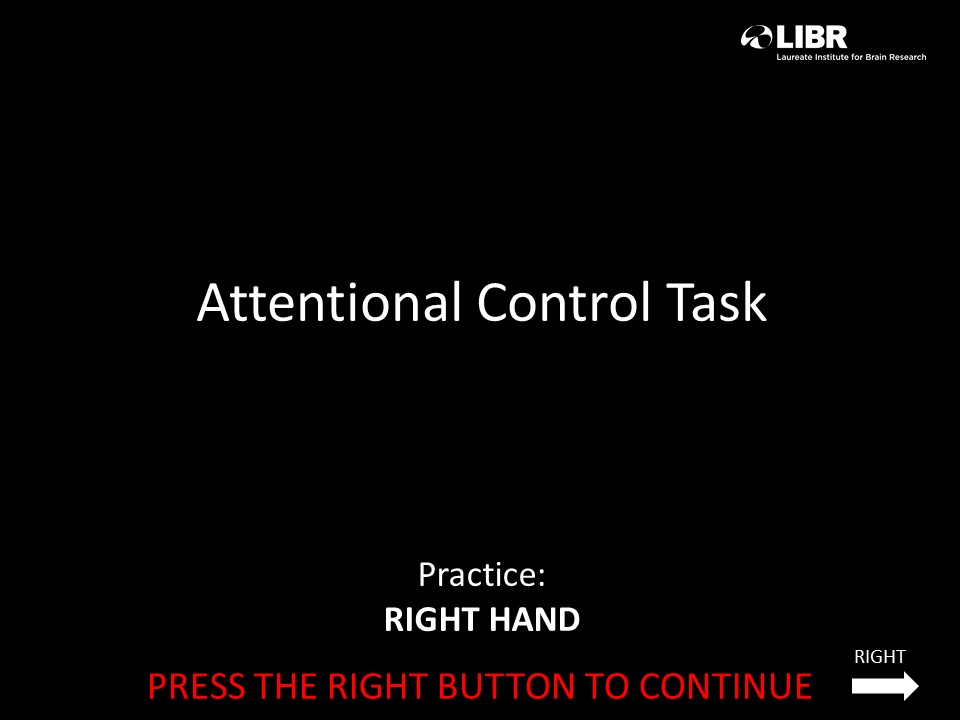 LIBR
Laureate Institute for Brain Research
Attentional Control Task
Practice:
RIGHT HAND
RIGHT
PRESS THE RIGHT BUTTON TO CONTINUE